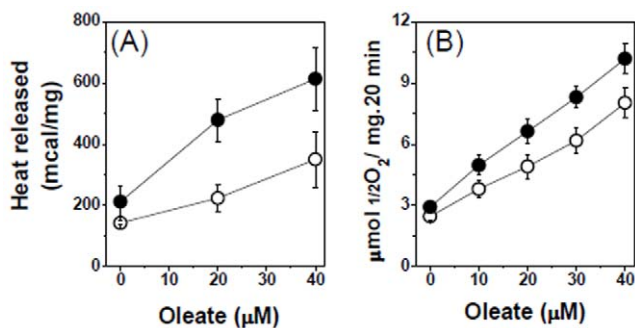 (A)
Heat released
(mcal/mg)
800
600
400
200
0
0 10 20 30 40
Oleate (µM)
(B)
µmol 1/2O2/ mg.20 min
12
9
6
3
0
0 10 20 30 40
Oleate (µM)